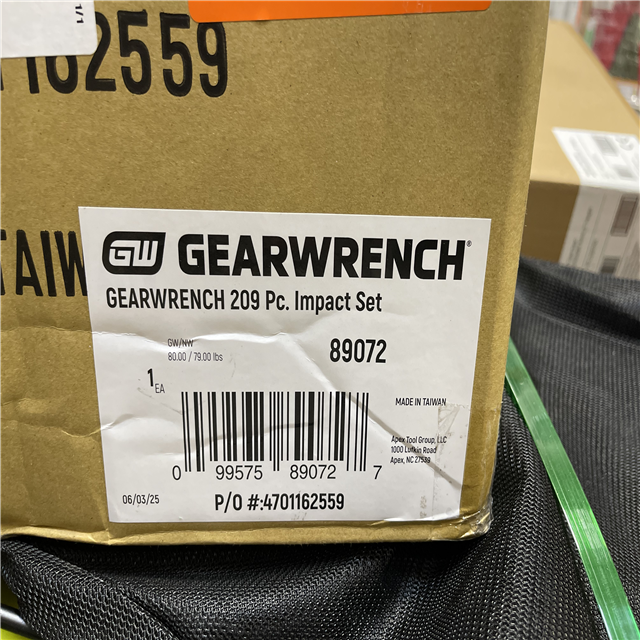 1/1
162559
TAIW
GW GEARWRENCH®
GEARWRENCH 209 Pc. Impact Set
GW/NW
80.00 / 79.00 lbs
89072
1 EA
MADE IN TAIWAN
Apex Tool Group, LLC
1000 Lufkin Road
Apex, NC 27539
0 99575 89072 7
06/03/25
P/O #:4701162559